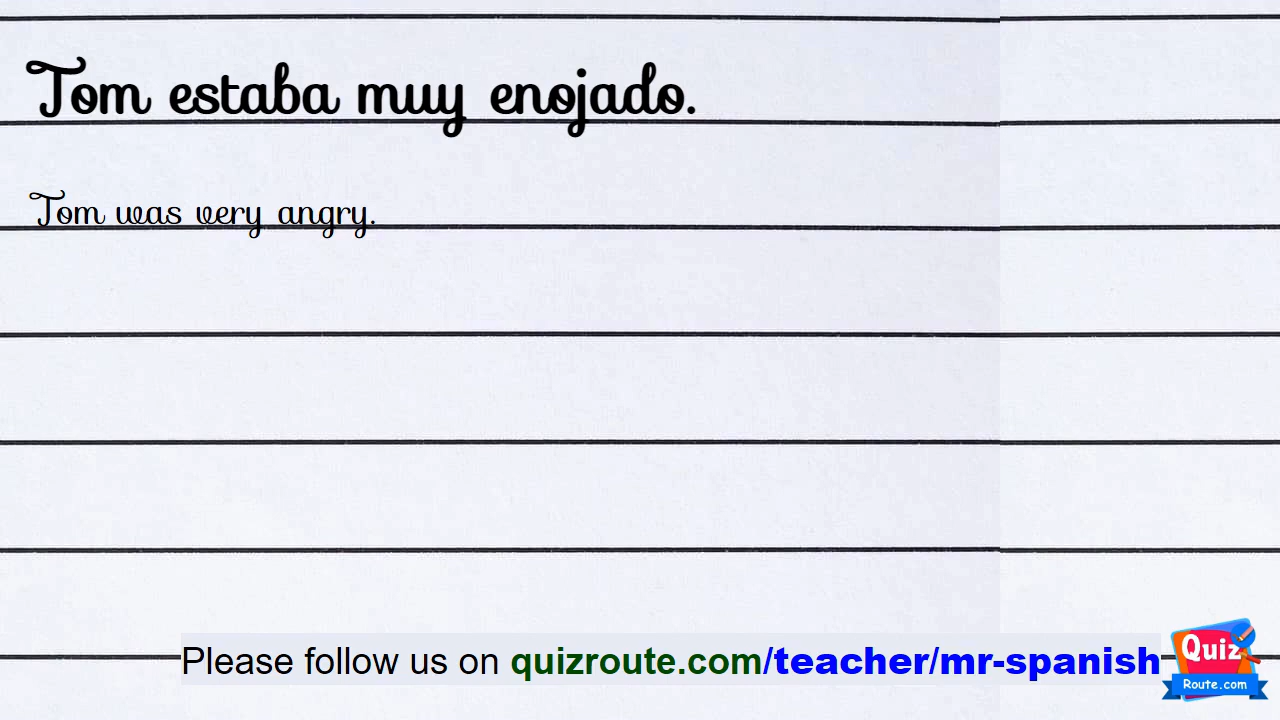 Tom estaba muy enojado.
Tom was very angry.
Please follow us on quizroute.com/teacher/mr-spanish
Quiz
Route.com